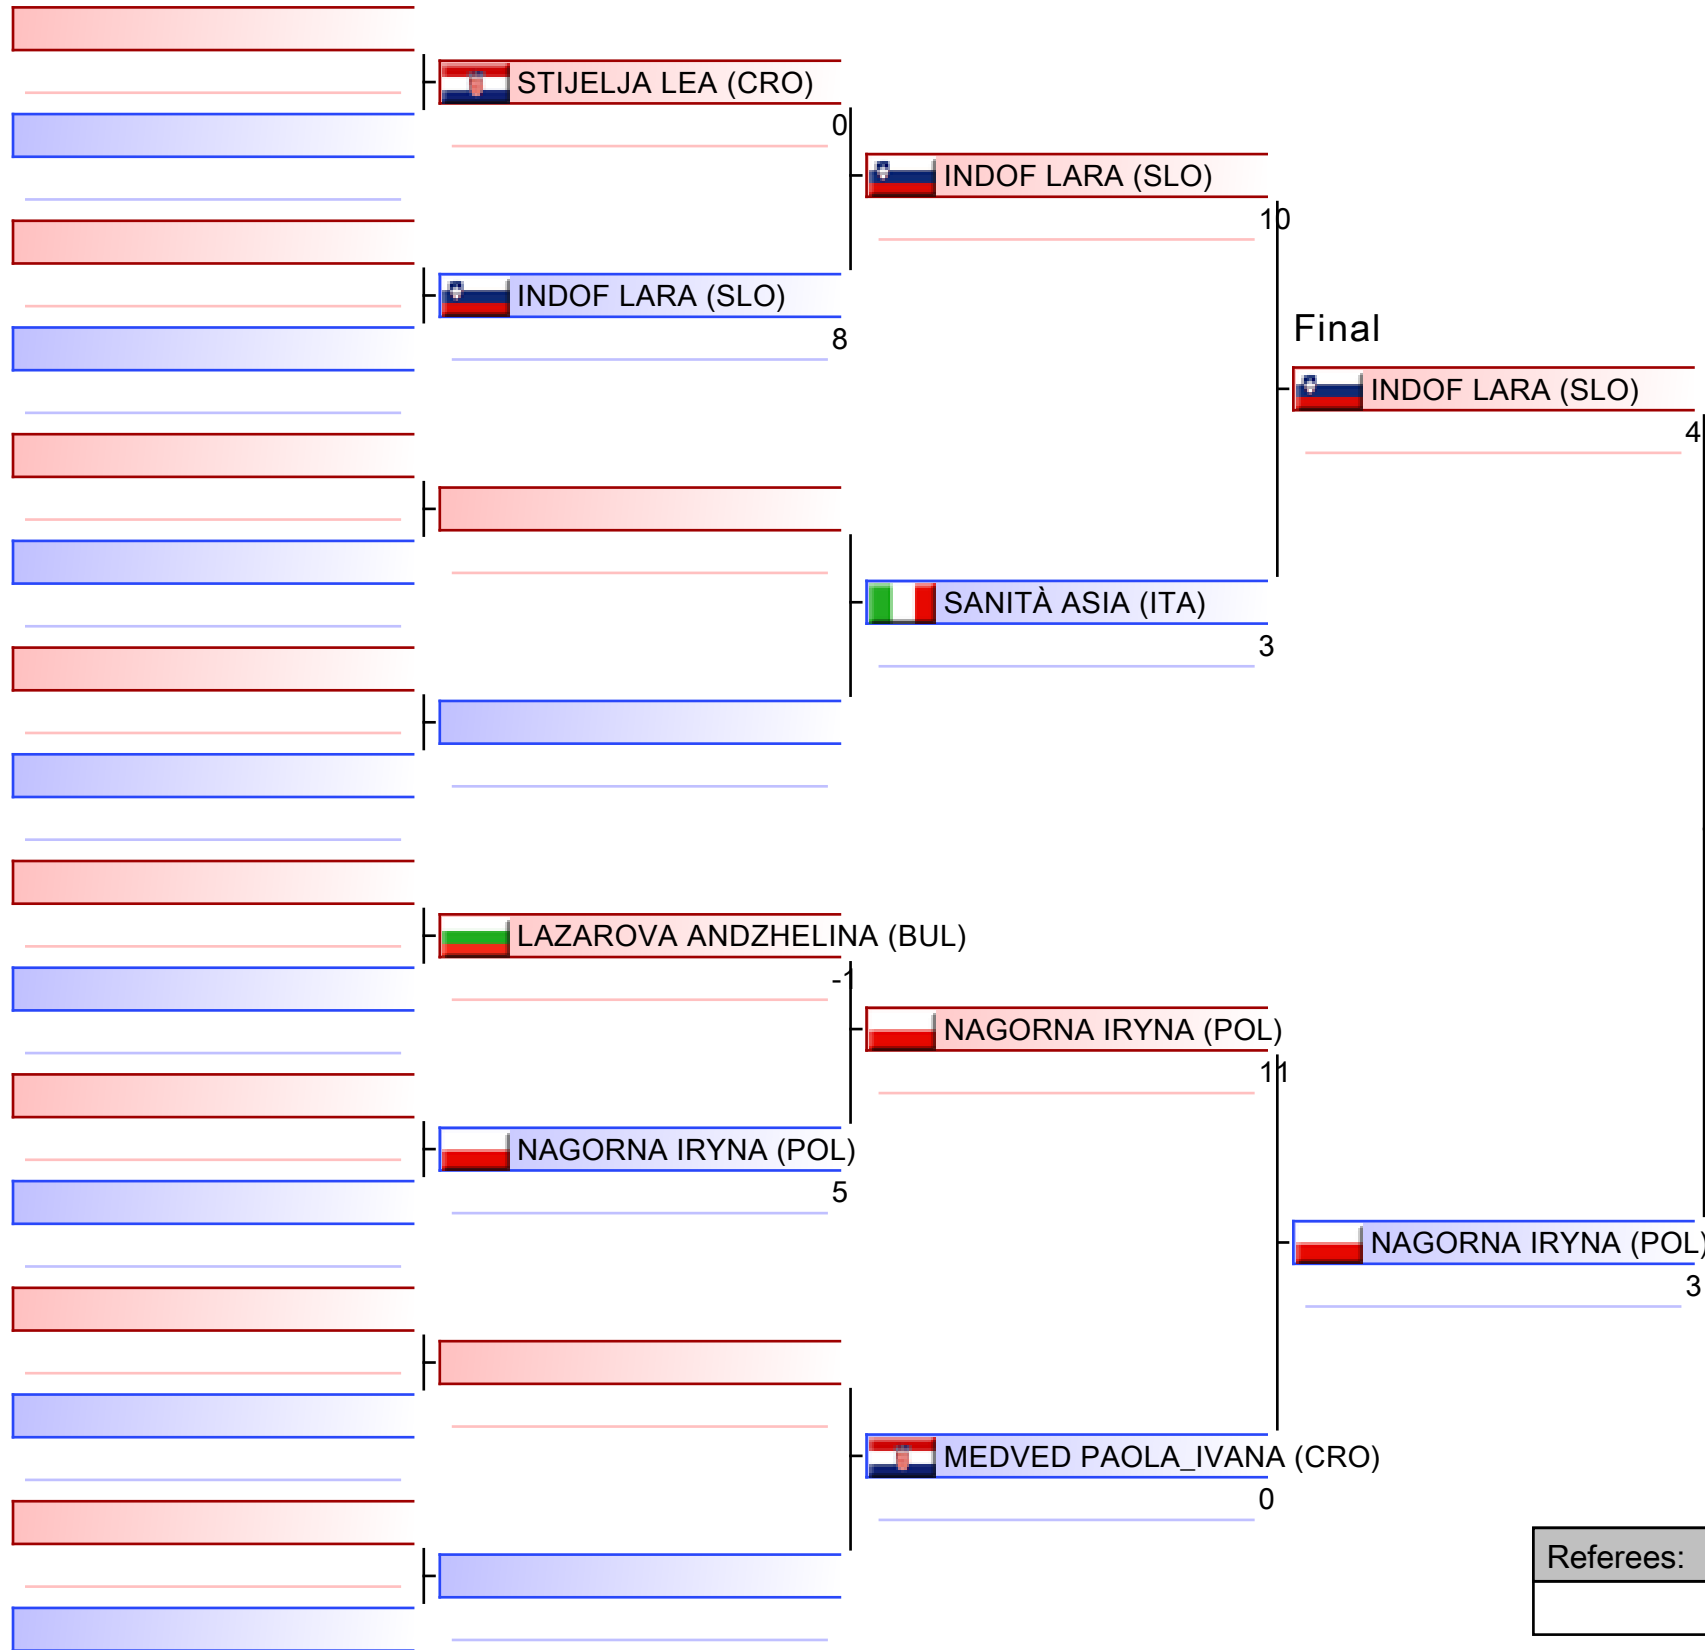 STIJELJA LEA (CRO)
0
INDOF LARA (SLO)
10
INDOF LARA (SLO)
8
Final
INDOF LARA (SLO)
4
SANITÀ ASIA (ITA)
3
LAZAROVA ANDZHELINA (BUL)
-1
NAGORNA IRYNA (POL)
11
NAGORNA IRYNA (POL)
5
NAGORNA IRYNA (POL)
3
MEDVED PAOLA_IVANA (CRO)
0
Referees: